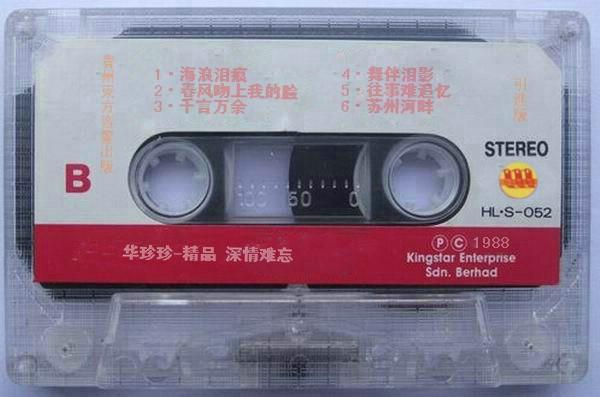 贵州东方音像出版
1·海浪泪痕
2·春风吻上我的脸
3·千言万余
4·舞伴泪影
5·往事难追忆
6·苏州河畔
引進版
B
100 50 0
STEREO
HL·S-052
华珍珍-精品 深情难忘
Ⓟ Ⓒ 1988
Kingstar Enterprise
Sdn. Berhad